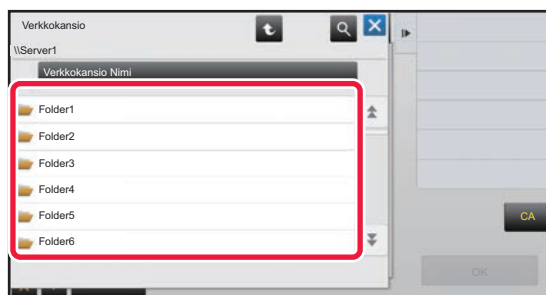 Verkkokansio
\\Server1
Verkkokansio Nimi
Folder1
Folder2
Folder3
Folder4
Folder5
Folder6
CA
OK